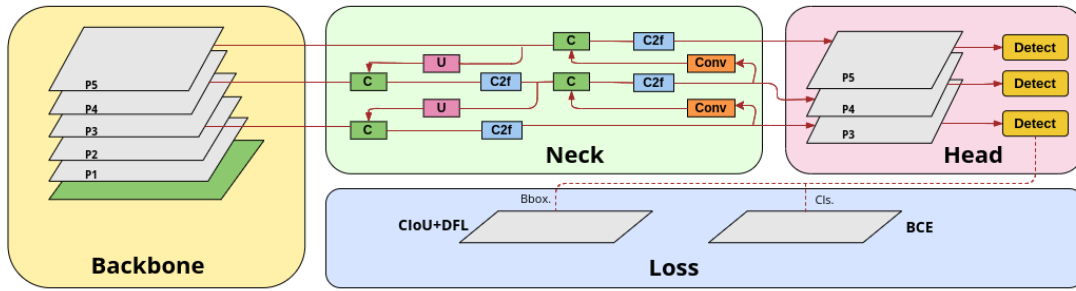 P5
P4
P3
P2
P1
Backbone
C
C2f
U
Conv
C
C2f
C
C2f
U
Conv
C
C2f
Neck
P5
P4
P3
Detect
Detect
Detect
Head
Bbox.
Cls.
CIoU+DFL
BCE
Loss